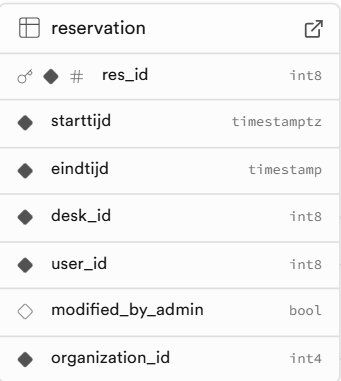 reservation
# res_id int8
starttijd timestamptz
eindtijd timestamp
desk_id int8
user_id int8
modified_by_admin bool
organization_id int4